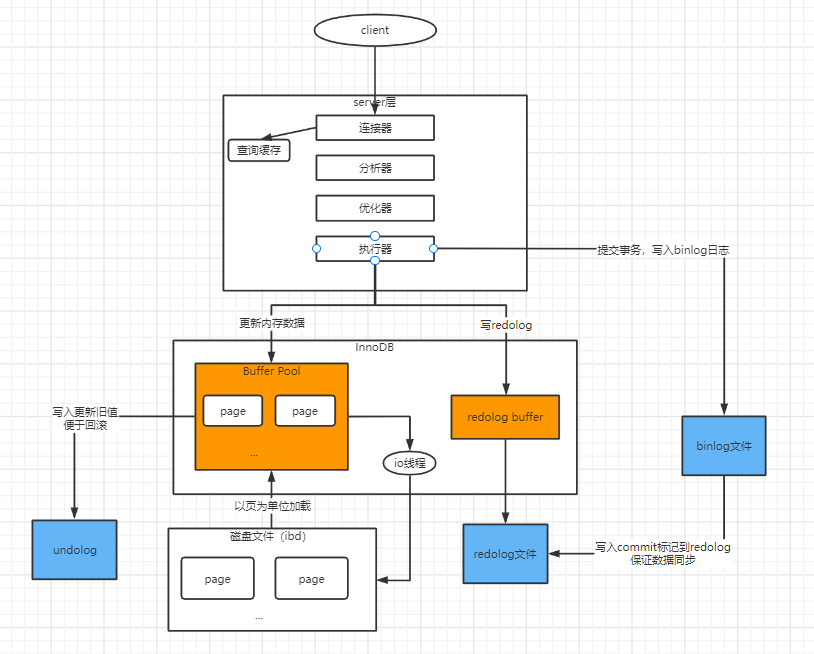 client
server层
连接器
查询缓存
分析器
优化器
执行器
提交事务，写入binlog日志
更新内存数据
写redolog
InnoDB
Buffer Pool
page
page
...
写入更新旧值
便于回滚
redolog buffer
io线程
binlog文件
以页为单位加载
磁盘文件（ibd）
page
page
...
undolog
redolog文件
写入commit标记到redolog
保证数据同步